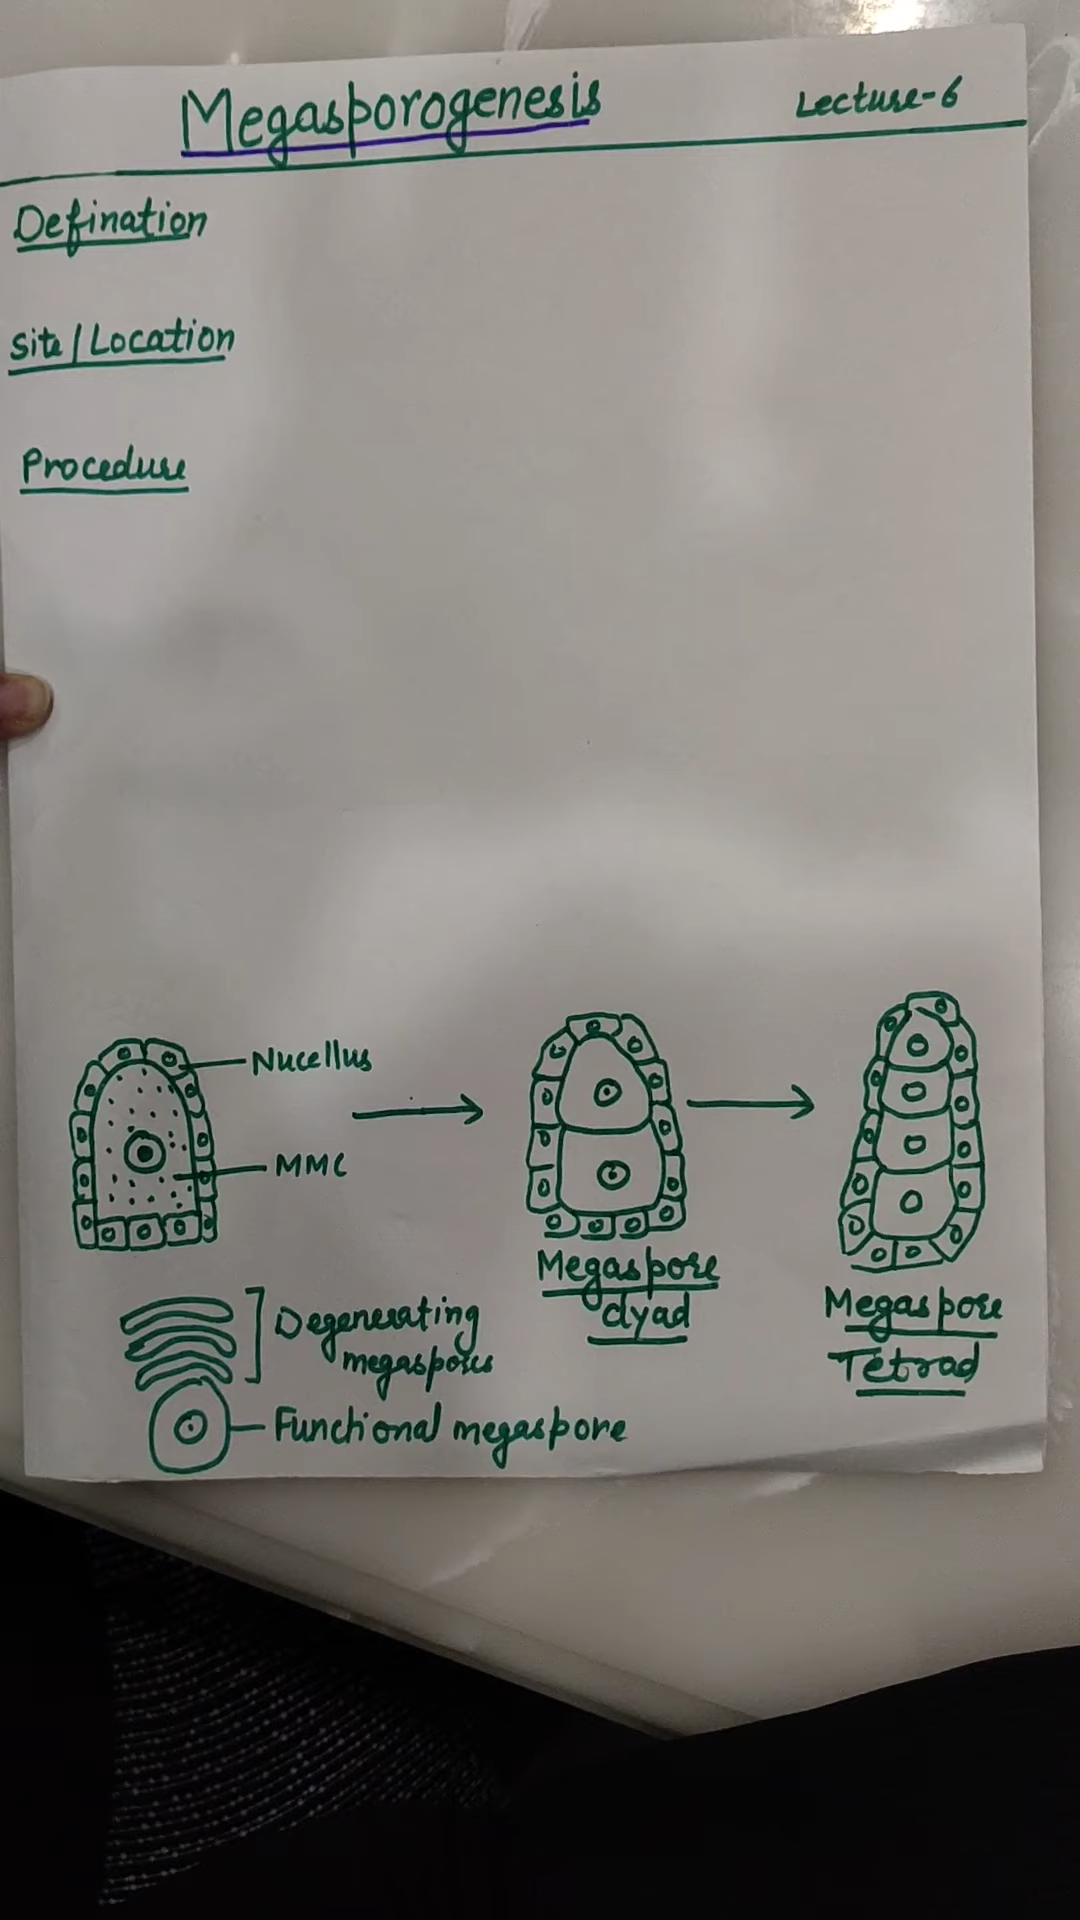 Megasporogenesis
Lecture-6
Defination
Site/Location
Procedure
Nucellus
MMC
Megaspore
dyad
Megaspore
Tetrad
Degenerating
megaspores
Functional megaspore